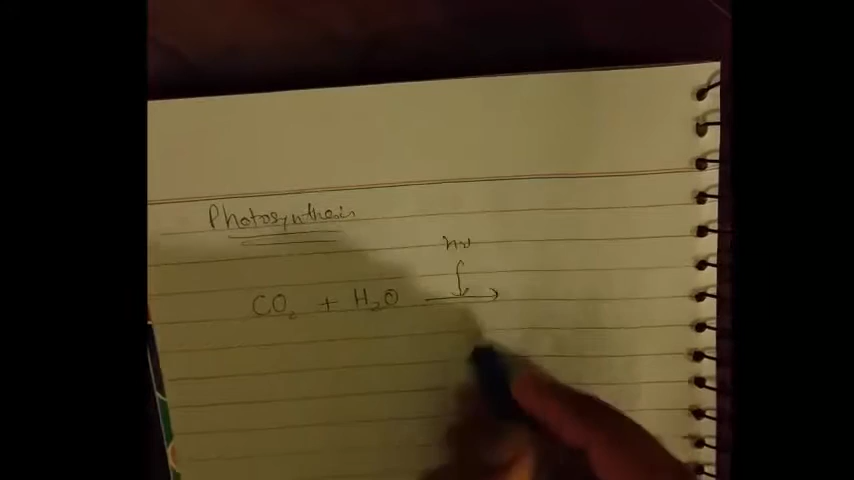 Photosynthesis
hν
CO₂ + H₂O →